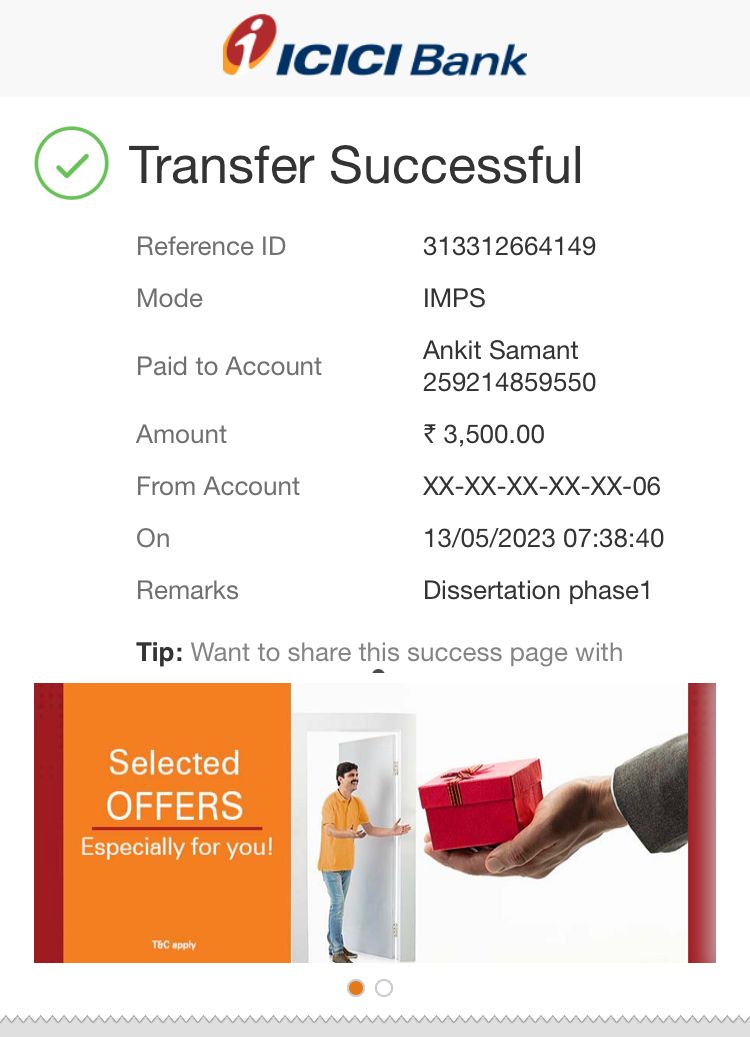 ICICI Bank
Transfer Successful
Reference ID 313312664149
Mode IMPS
Paid to Account Ankit Samant
259214859550
Amount ₹ 3,500.00
From Account XX-XX-XX-XX-XX-06
On 13/05/2023 07:38:40
Remarks Dissertation phase1
Tip: Want to share this success page with
Selected
OFFERS
Especially for you!
T&C apply